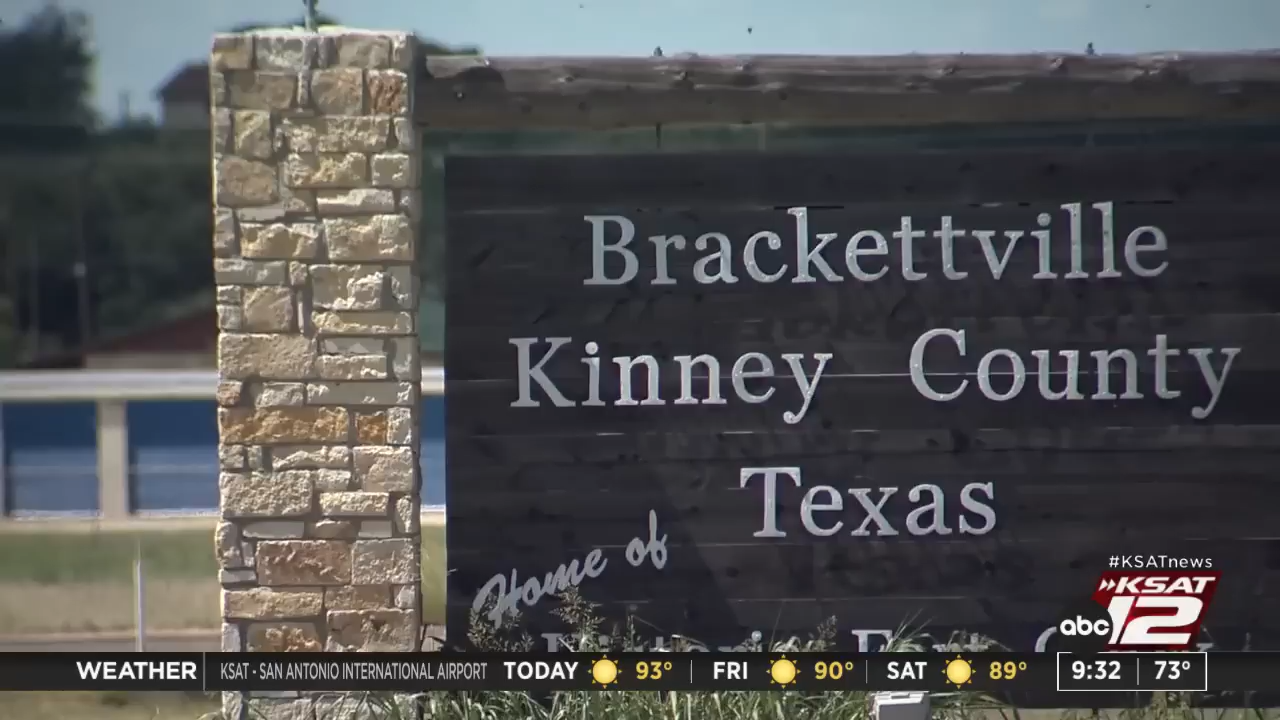 Brackettville
Kinney County
Texas
Home of
#KSATnews
KSAT
abc 12
WEATHER KSAT - SAN ANTONIO INTERNATIONAL AIRPORT TODAY 93° FRI 90° SAT 89° 9:32 73°